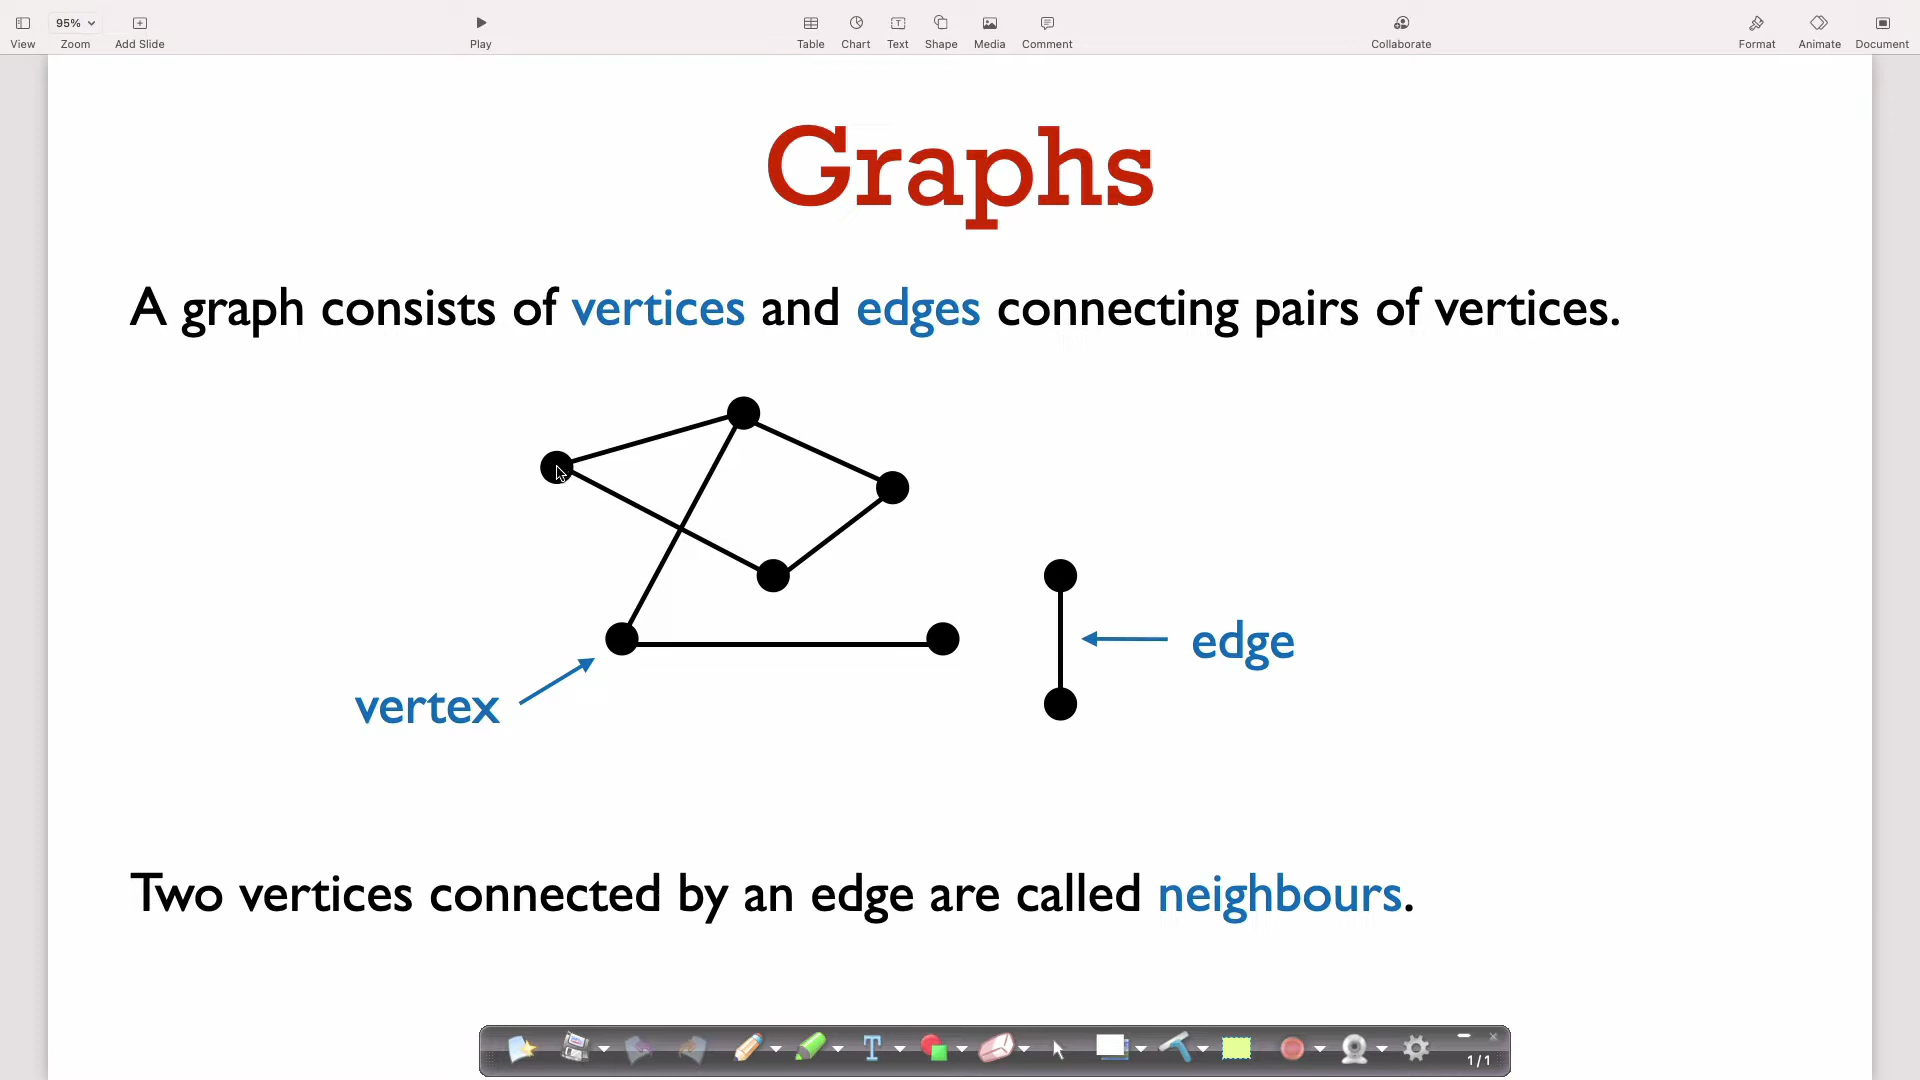 95%
View Zoom Add Slide Play Table Chart Text Shape Media Comment Collaborate Format Animate Document
Graphs
A graph consists of vertices and edges connecting pairs of vertices.
edge
vertex
Two vertices connected by an edge are called neighbours.
1/1